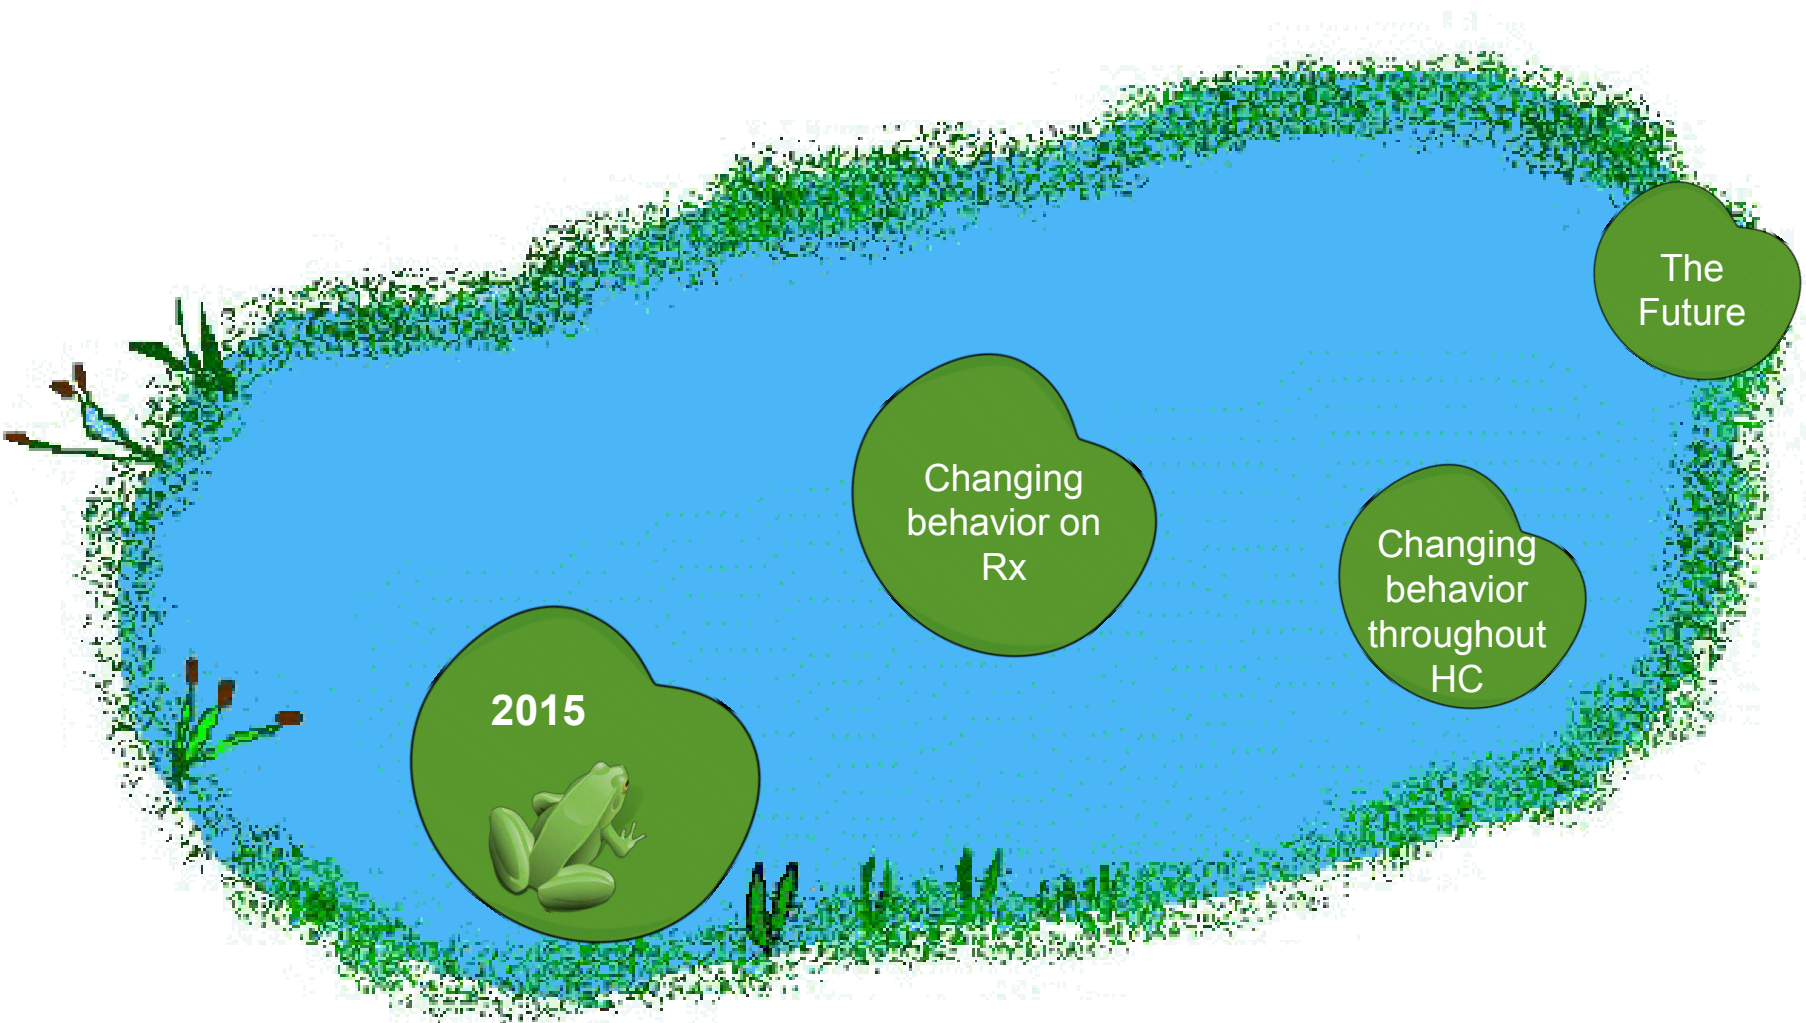 2015
Changing
behavior on
Rx
Changing
behavior
throughout
HC
The
Future